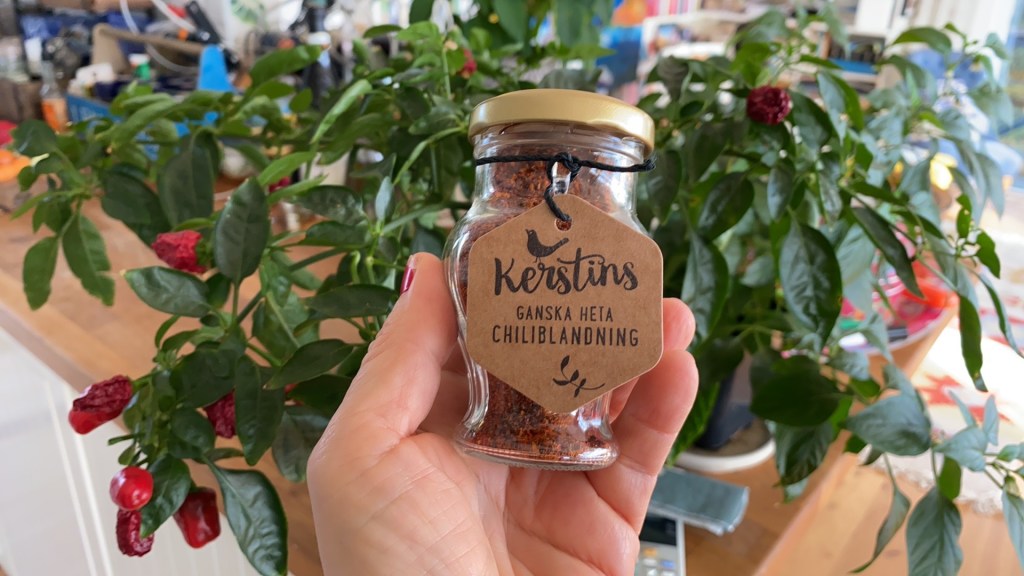 Kerstins
GANSKA HETA
CHILIBLANDNING